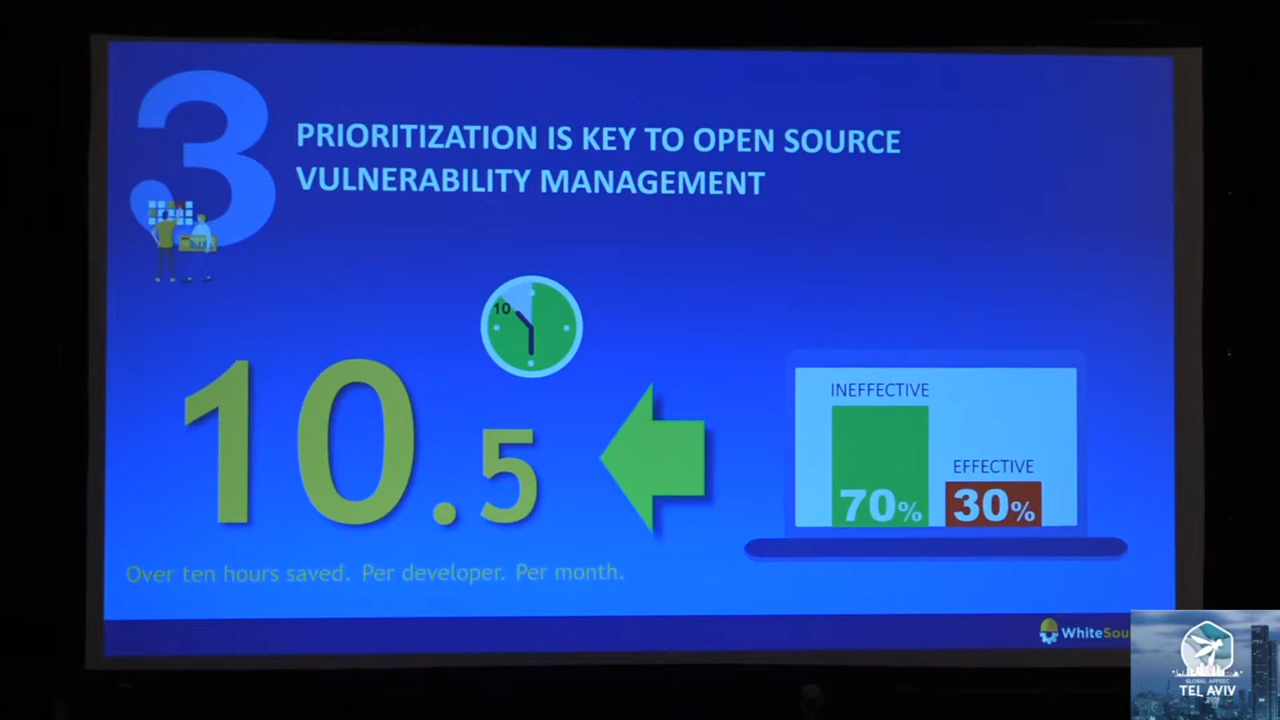 3
PRIORITIZATION IS KEY TO OPEN SOURCE
VULNERABILITY MANAGEMENT
10
10.5
Over ten hours saved. Per developer. Per month.
INEFFECTIVE
70%
EFFECTIVE
30%
WhiteSou
GLOBAL APPSEC
TEL AVIV